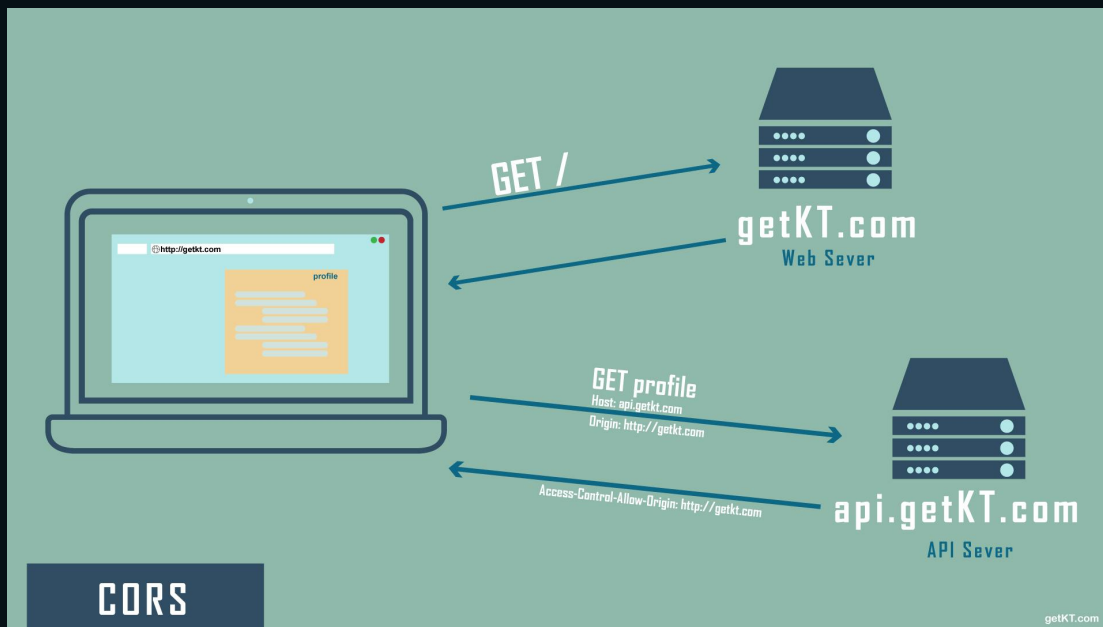 GET /
getKT.com
Web Sever
http://getkt.com
profile
GET profile
Host: api.getkt.com
Origin: http://getkt.com
Access-Control-Allow-Origin: http://getkt.com
api.getKT.com
API Sever
CORS
getKT.com